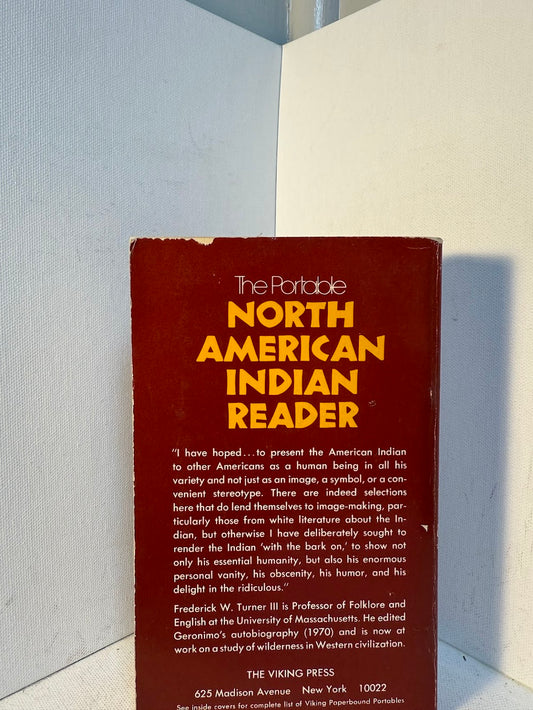 The Portable
NORTH
AMERICAN
INDIAN
READER
"I have hoped...to present the American Indian
to other Americans as a human being in all his
variety and not just as an image, a symbol, or a con-
venient stereotype. There are indeed selections
here that do lend themselves to image-making, par-
ticularly those from white literature about the In-
dian, but otherwise I have deliberately sought to
render the Indian 'with the bark on,' to show not
only his essential humanity, but also his enormous
personal vanity, his obscenity, his humor, and his
delight in the ridiculous."
Frederick W. Turner III is Professor of Folklore and
English at the University of Massachusetts. He edited
Geronimo's autobiography (1970) and is now at
work on a study of wilderness in Western civilization.
THE VIKING PRESS
625 Madison Avenue New York 10022
See inside covers for complete list of Viking Paperbound Portables